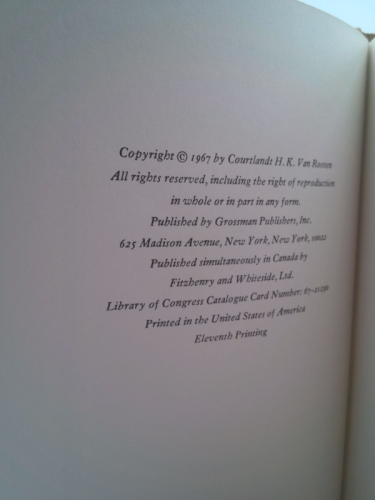 Copyright © 1967 by Courtlandt H. K. Van Rooten
All rights reserved, including the right of reproduction
in whole or in part in any form.
Published by Grossman Publishers, Inc.
625 Madison Avenue, New York, New York, 10022
Published simultaneously in Canada by
Fitzhenry and Whiteside, Ltd.
Library of Congress Catalogue Card Number: 67-21230
Printed in the United States of America
Eleventh Printing